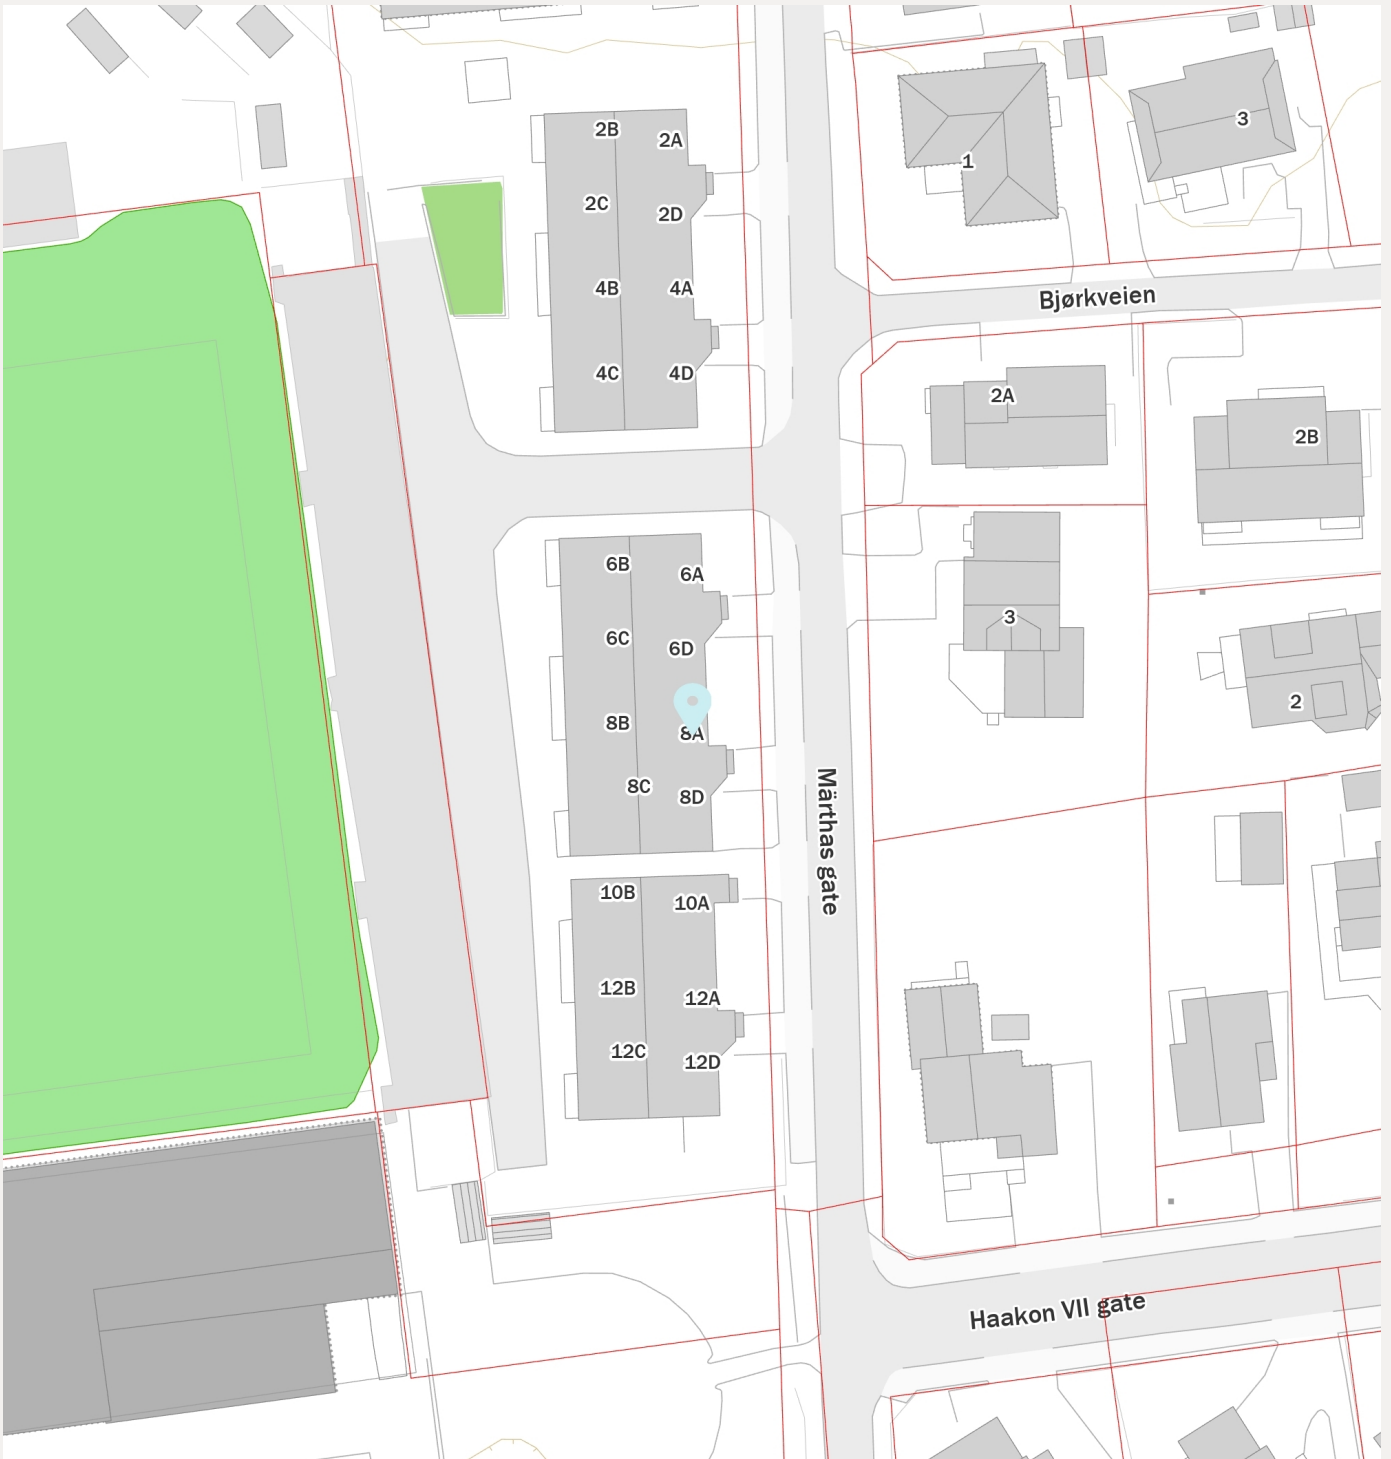 2B
2A
3
1
2C
2D
4B
4A
Bjørkveien
4C
4D
2A
2B
6B
6A
6C
6D
3
8B
8A
2
8C
8D
Märthas gate
10B
10A
12B
12A
12C
12D
Haakon VII gate